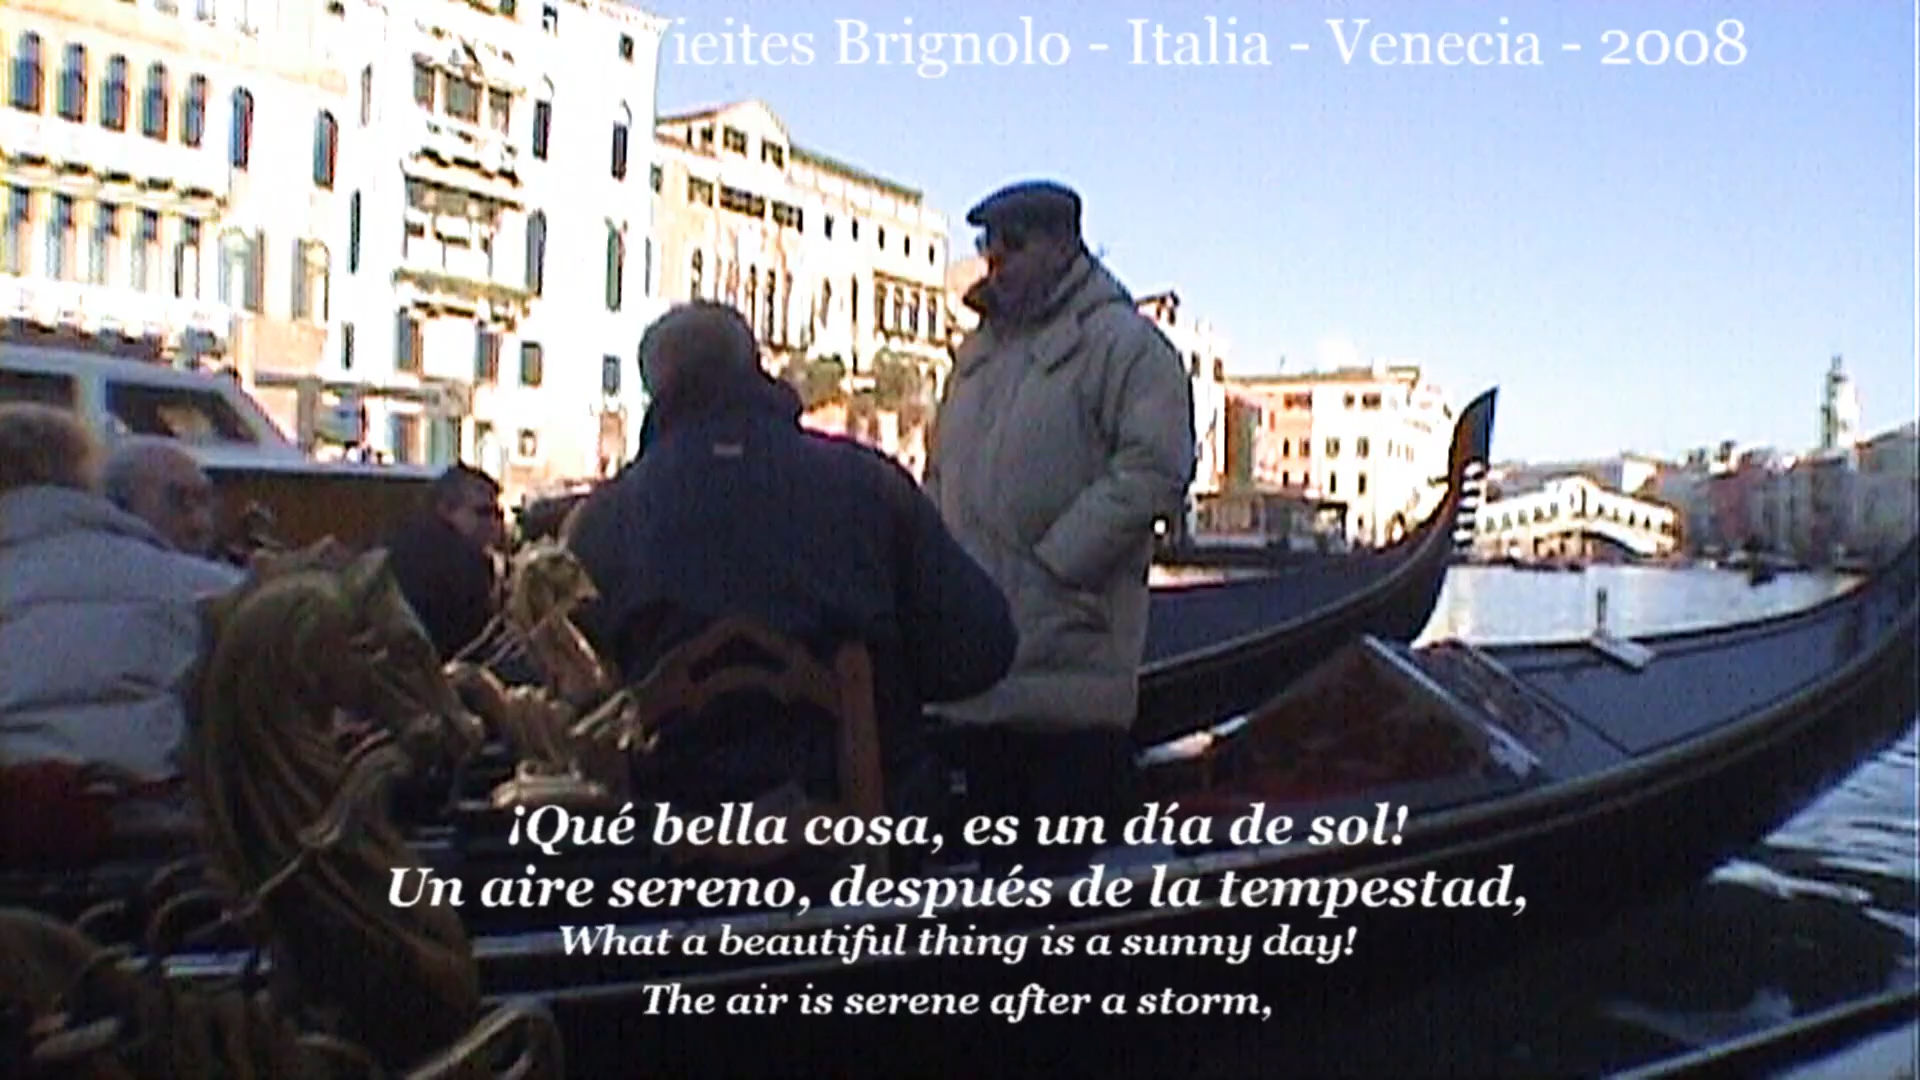 Vieites Brignolo - Italia - Venecia - 2008
¡Qué bella cosa, es un día de sol!
Un aire sereno, después de la tempestad,
What a beautiful thing is a sunny day!
The air is serene after a storm,